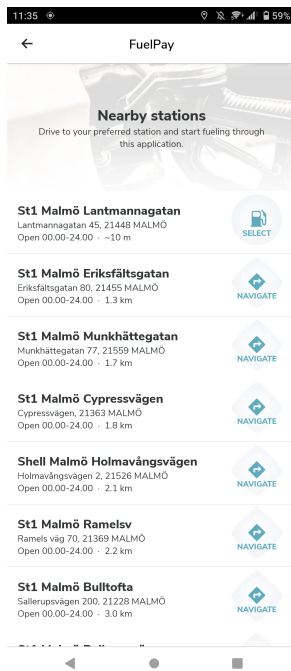 11:35
59%
FuelPay
Nearby stations
Drive to your preferred station and start fueling through
this application.
St1 Malmö Lantmannagatan
Lantmannagatan 45, 21448 MALMÖ
Open 00.00-24.00 · ~10 m
SELECT
St1 Malmö Eriksfältsgatan
Eriksfältsgatan 80, 21455 MALMÖ
Open 00.00-24.00 · 1.3 km
NAVIGATE
St1 Malmö Munkhättegatan
Munkhättegatan 77, 21559 MALMÖ
Open 00.00-24.00 · 1.7 km
NAVIGATE
St1 Malmö Cypressvägen
Cypressvägen, 21363 MALMÖ
Open 00.00-24.00 · 1.8 km
NAVIGATE
Shell Malmö Holmavångsvägen
Holmavångsvägen 2, 21526 MALMÖ
Open 00.00-24.00 · 2.1 km
NAVIGATE
St1 Malmö Ramelsv
Ramels väg 70, 21369 MALMÖ
Open 00.00-24.00 · 2.2 km
NAVIGATE
St1 Malmö Bulltofta
Sallerupsvägen 200, 21228 MALMÖ
Open 00.00-24.00 · 3.0 km
NAVIGATE